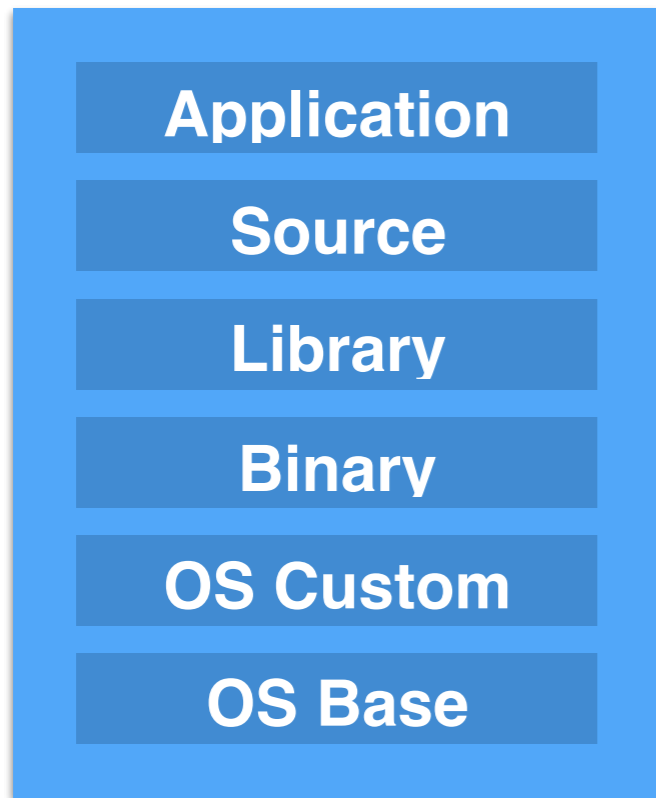 Application
Source
Library
Binary
OS Custom
OS Base